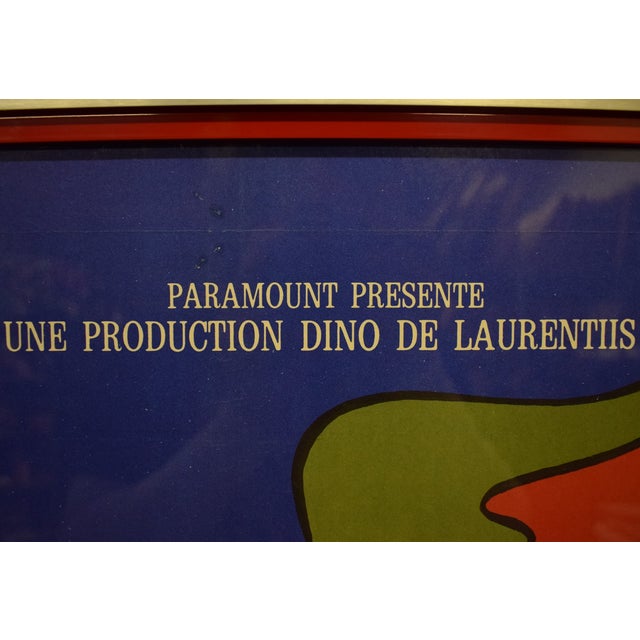 PARAMOUNT PRESENTE
UNE PRODUCTION DINO DE LAURENTIIS